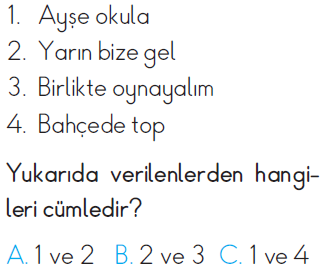 1. Ayşe okula
2. Yarın bize gel
3. Birlikte oynayalım
4. Bahçede top
Yukarıda verilenlerden hangi-
leri cümledir?
A. 1 ve 2 B. 2 ve 3 C. 1 ve 4